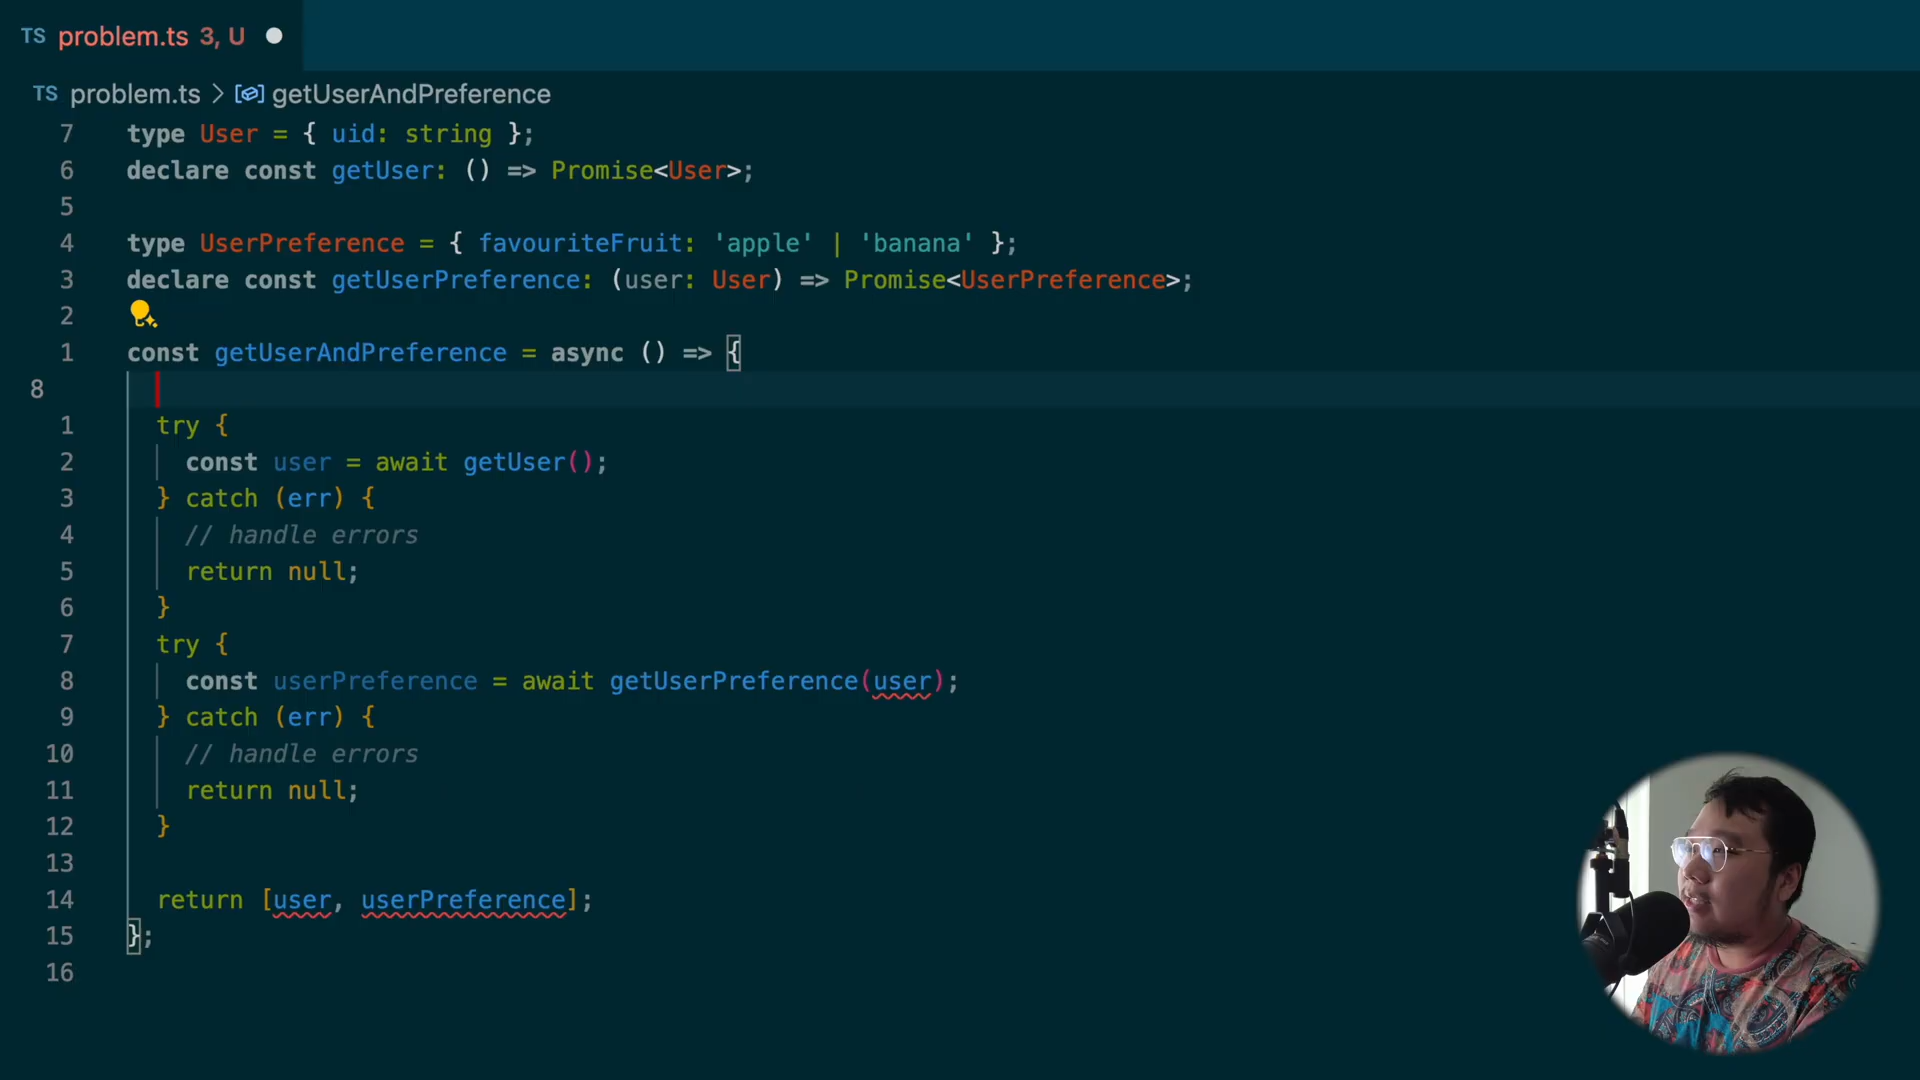 TS problem.ts 3, U
TS problem.ts > getUserAndPreference
7 type User = { uid: string };
6 declare const getUser: () => Promise<User>;
5
4 type UserPreference = { favouriteFruit: 'apple' | 'banana' };
3 declare const getUserPreference: (user: User) => Promise<UserPreference>;
2
1 const getUserAndPreference = async () => {
8
1 try {
2 const user = await getUser();
3 } catch (err) {
4 // handle errors
5 return null;
6 }
7 try {
8 const userPreference = await getUserPreference(user);
9 } catch (err) {
10 // handle errors
11 return null;
12 }
13
14 return [user, userPreference];
15 };
16